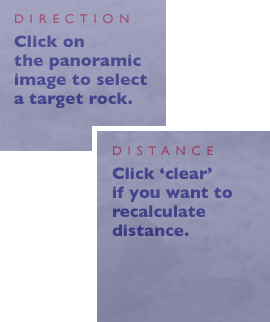 DIRECTION
Click on
the panoramic
image to select
a target rock.
DISTANCE
Click ‘clear’
if you want to
recalculate
distance.